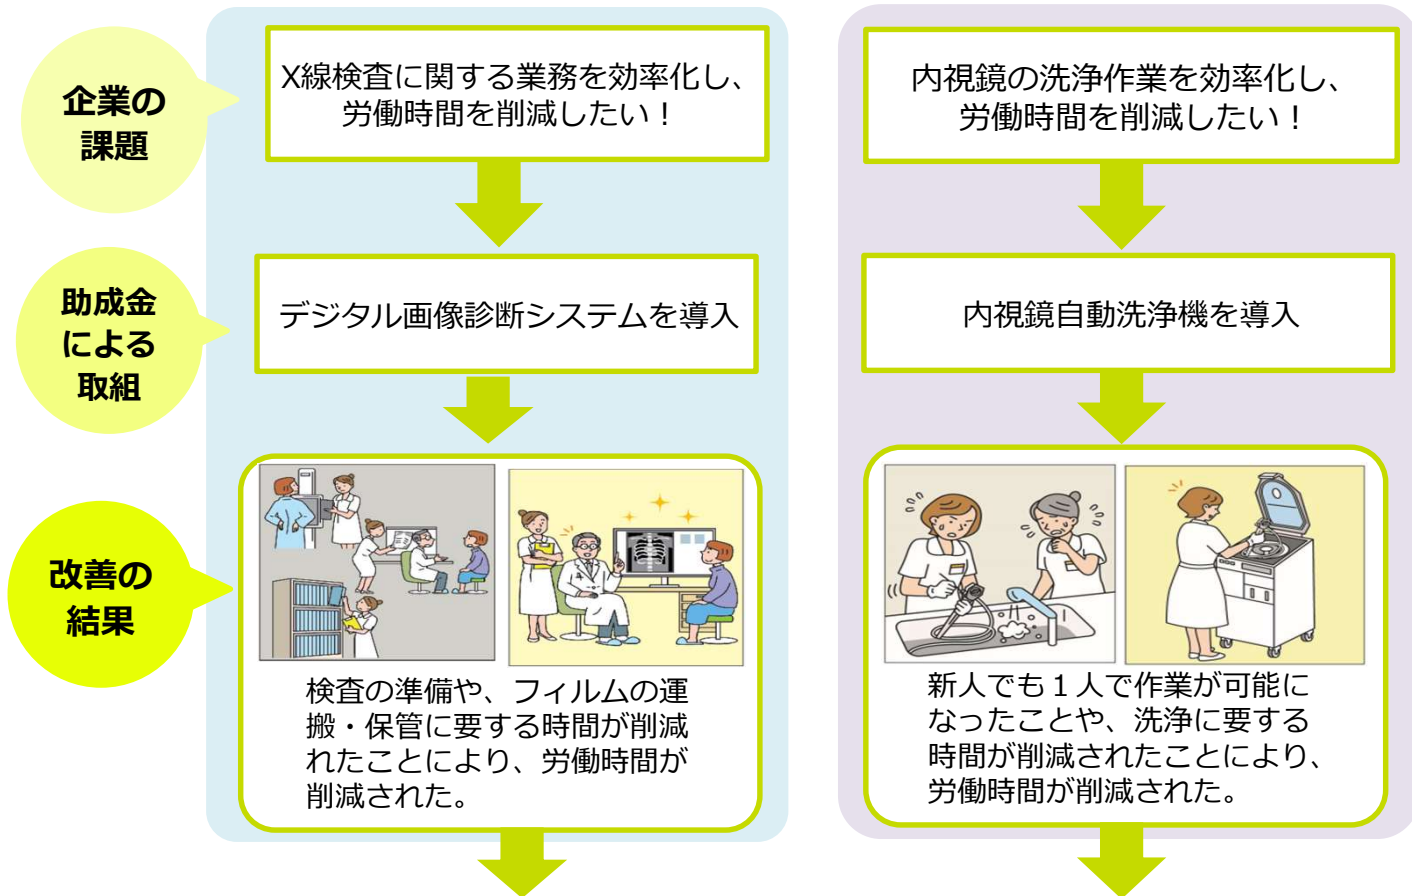 企業の
課題
X線検査に関する業務を効率化し、
労働時間を削減したい！
内視鏡の洗浄作業を効率化し、
労働時間を削減したい！
助成金
による
取組
デジタル画像診断システムを導入
内視鏡自動洗浄機を導入
改善の
結果
検査の準備や、フィルムの運
搬・保管に要する時間が削減
れたことにより、労働時間が
削減された。
新人でも１人で作業が可能に
なったことや、洗浄に要する
時間が削減されたことにより、
労働時間が削減された。